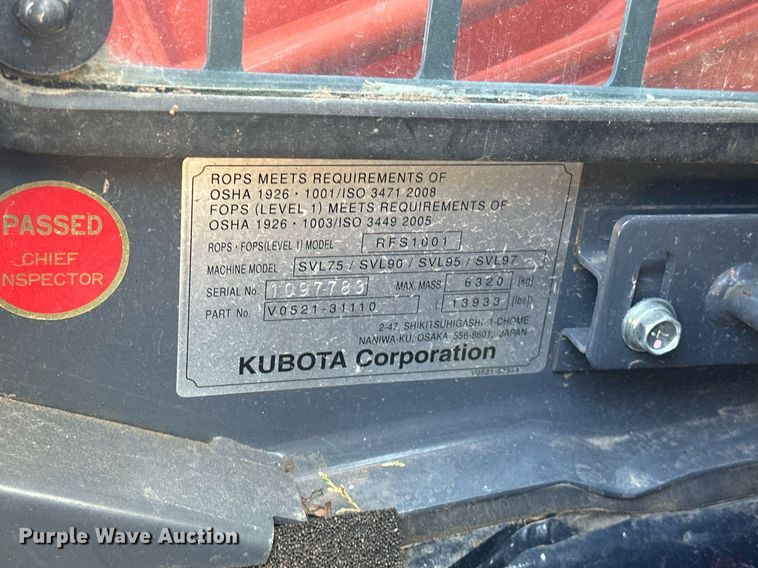 ROPS MEETS REQUIREMENTS OF
OSHA 1926・1001/ISO 3471 2008
FOPS (LEVEL 1) MEETS REQUIREMENTS OF
OSHA 1926・1003/ISO 3449 2005
ROPS・FOPS(LEVEL 1) MODEL RFS1001
MACHINE MODEL SVL75 / SVL90 / SVL95 / SVL97
SERIAL No. 1097783 MAX. MASS 6320 [kg]
PART No. V0521-31110 13933 [lbs]
2-47, SHIKITSUHIGASHI 1-CHOME
NANIWA-KU, OSAKA 556-8601, JAPAN
KUBOTA Corporation
PASSED
CHIEF
NSPECTOR
Purple Wave Auction